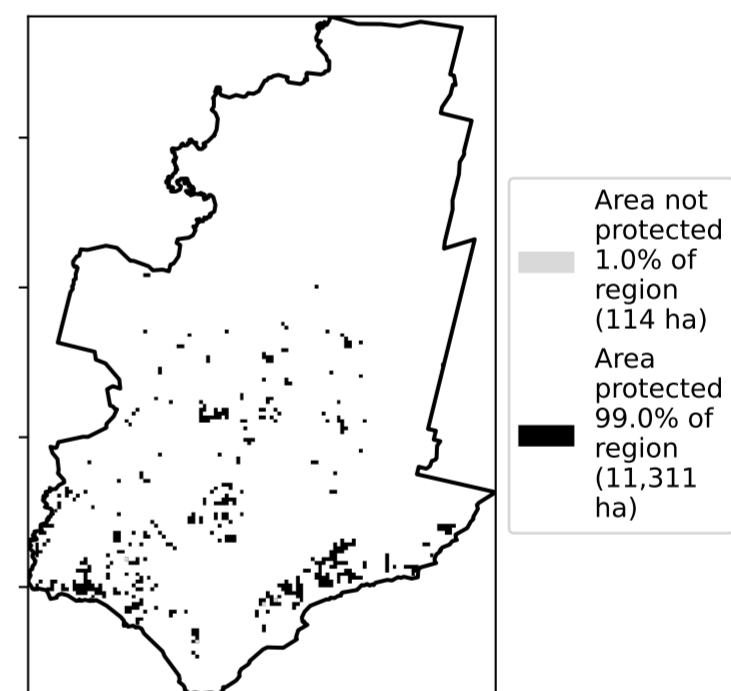 Area not
protected
1.0% of
region
(114 ha)
Area
protected
99.0% of
region
(11,311
ha)